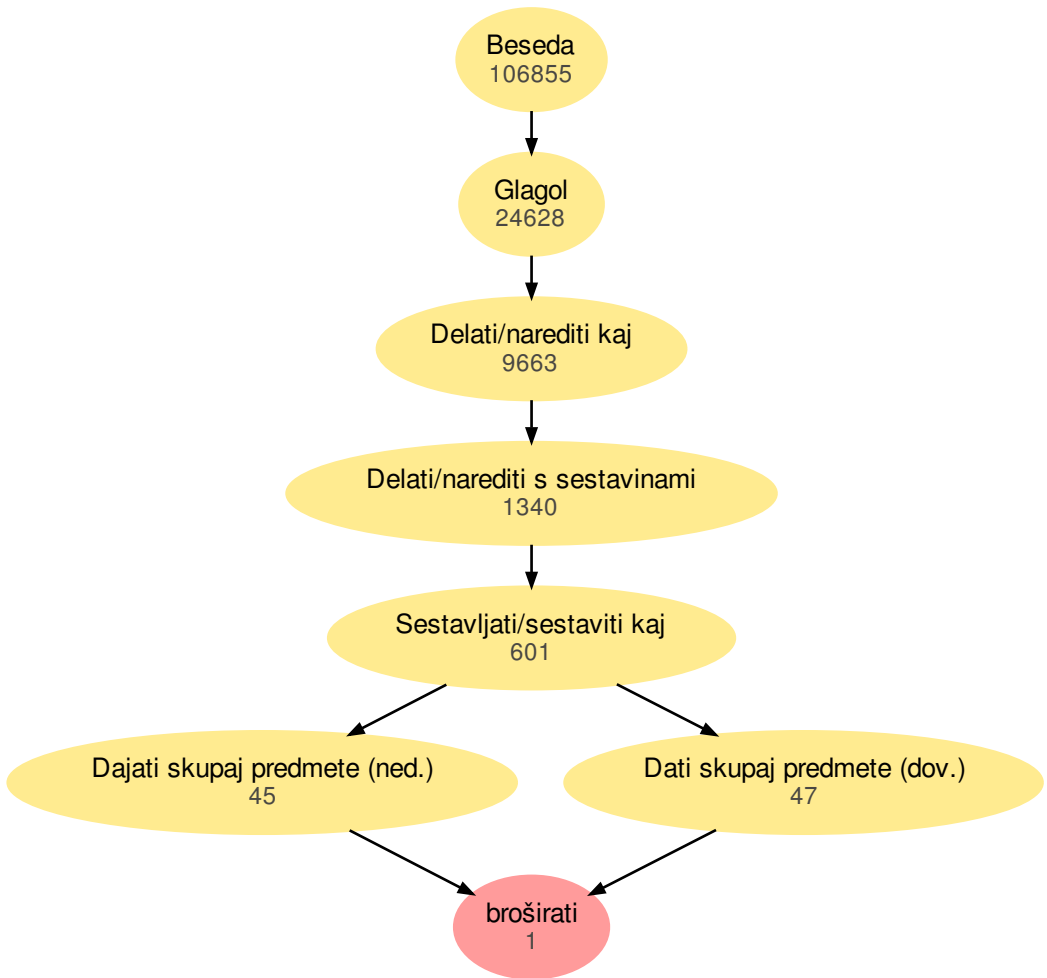 Beseda
106855
Glagol
24628
Delati/narediti kaj
9663
Delati/narediti s sestavinami
1340
Sestavljati/sestaviti kaj
601
Dajati skupaj predmete (ned.)
45
Dati skupaj predmete (dov.)
47
broširati
1